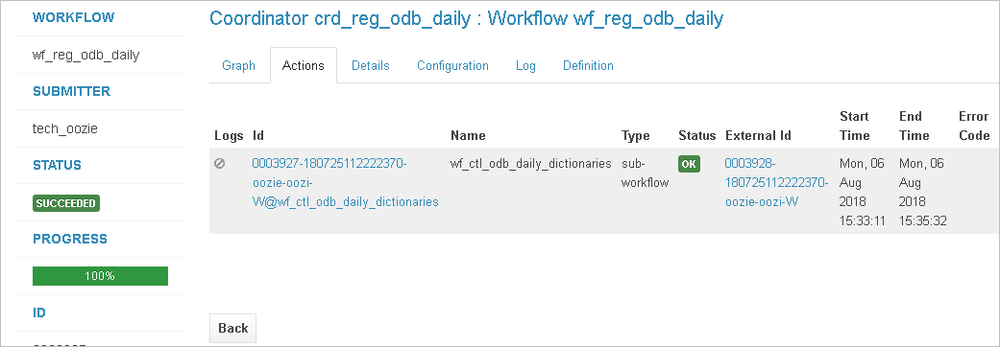 WORKFLOW
wf_reg_odb_daily
SUBMITTER
tech_oozie
STATUS
SUCCEEDED
PROGRESS
100%
ID
Coordinator crd_reg_odb_daily : Workflow wf_reg_odb_daily
Graph Actions Details Configuration Log Definition
Logs Id Name Type Status External Id Start Time End Time Error Code
0003927-180725112222370-
oozie-oozi-
W@wf_ctl_odb_daily_dictionaries
wf_ctl_odb_daily_dictionaries
sub-
workflow
OK
0003928-
180725112222370-
oozie-oozi-W
Mon, 06
Aug
2018
15:33:11
Mon, 06
Aug
2018
15:35:32
Back